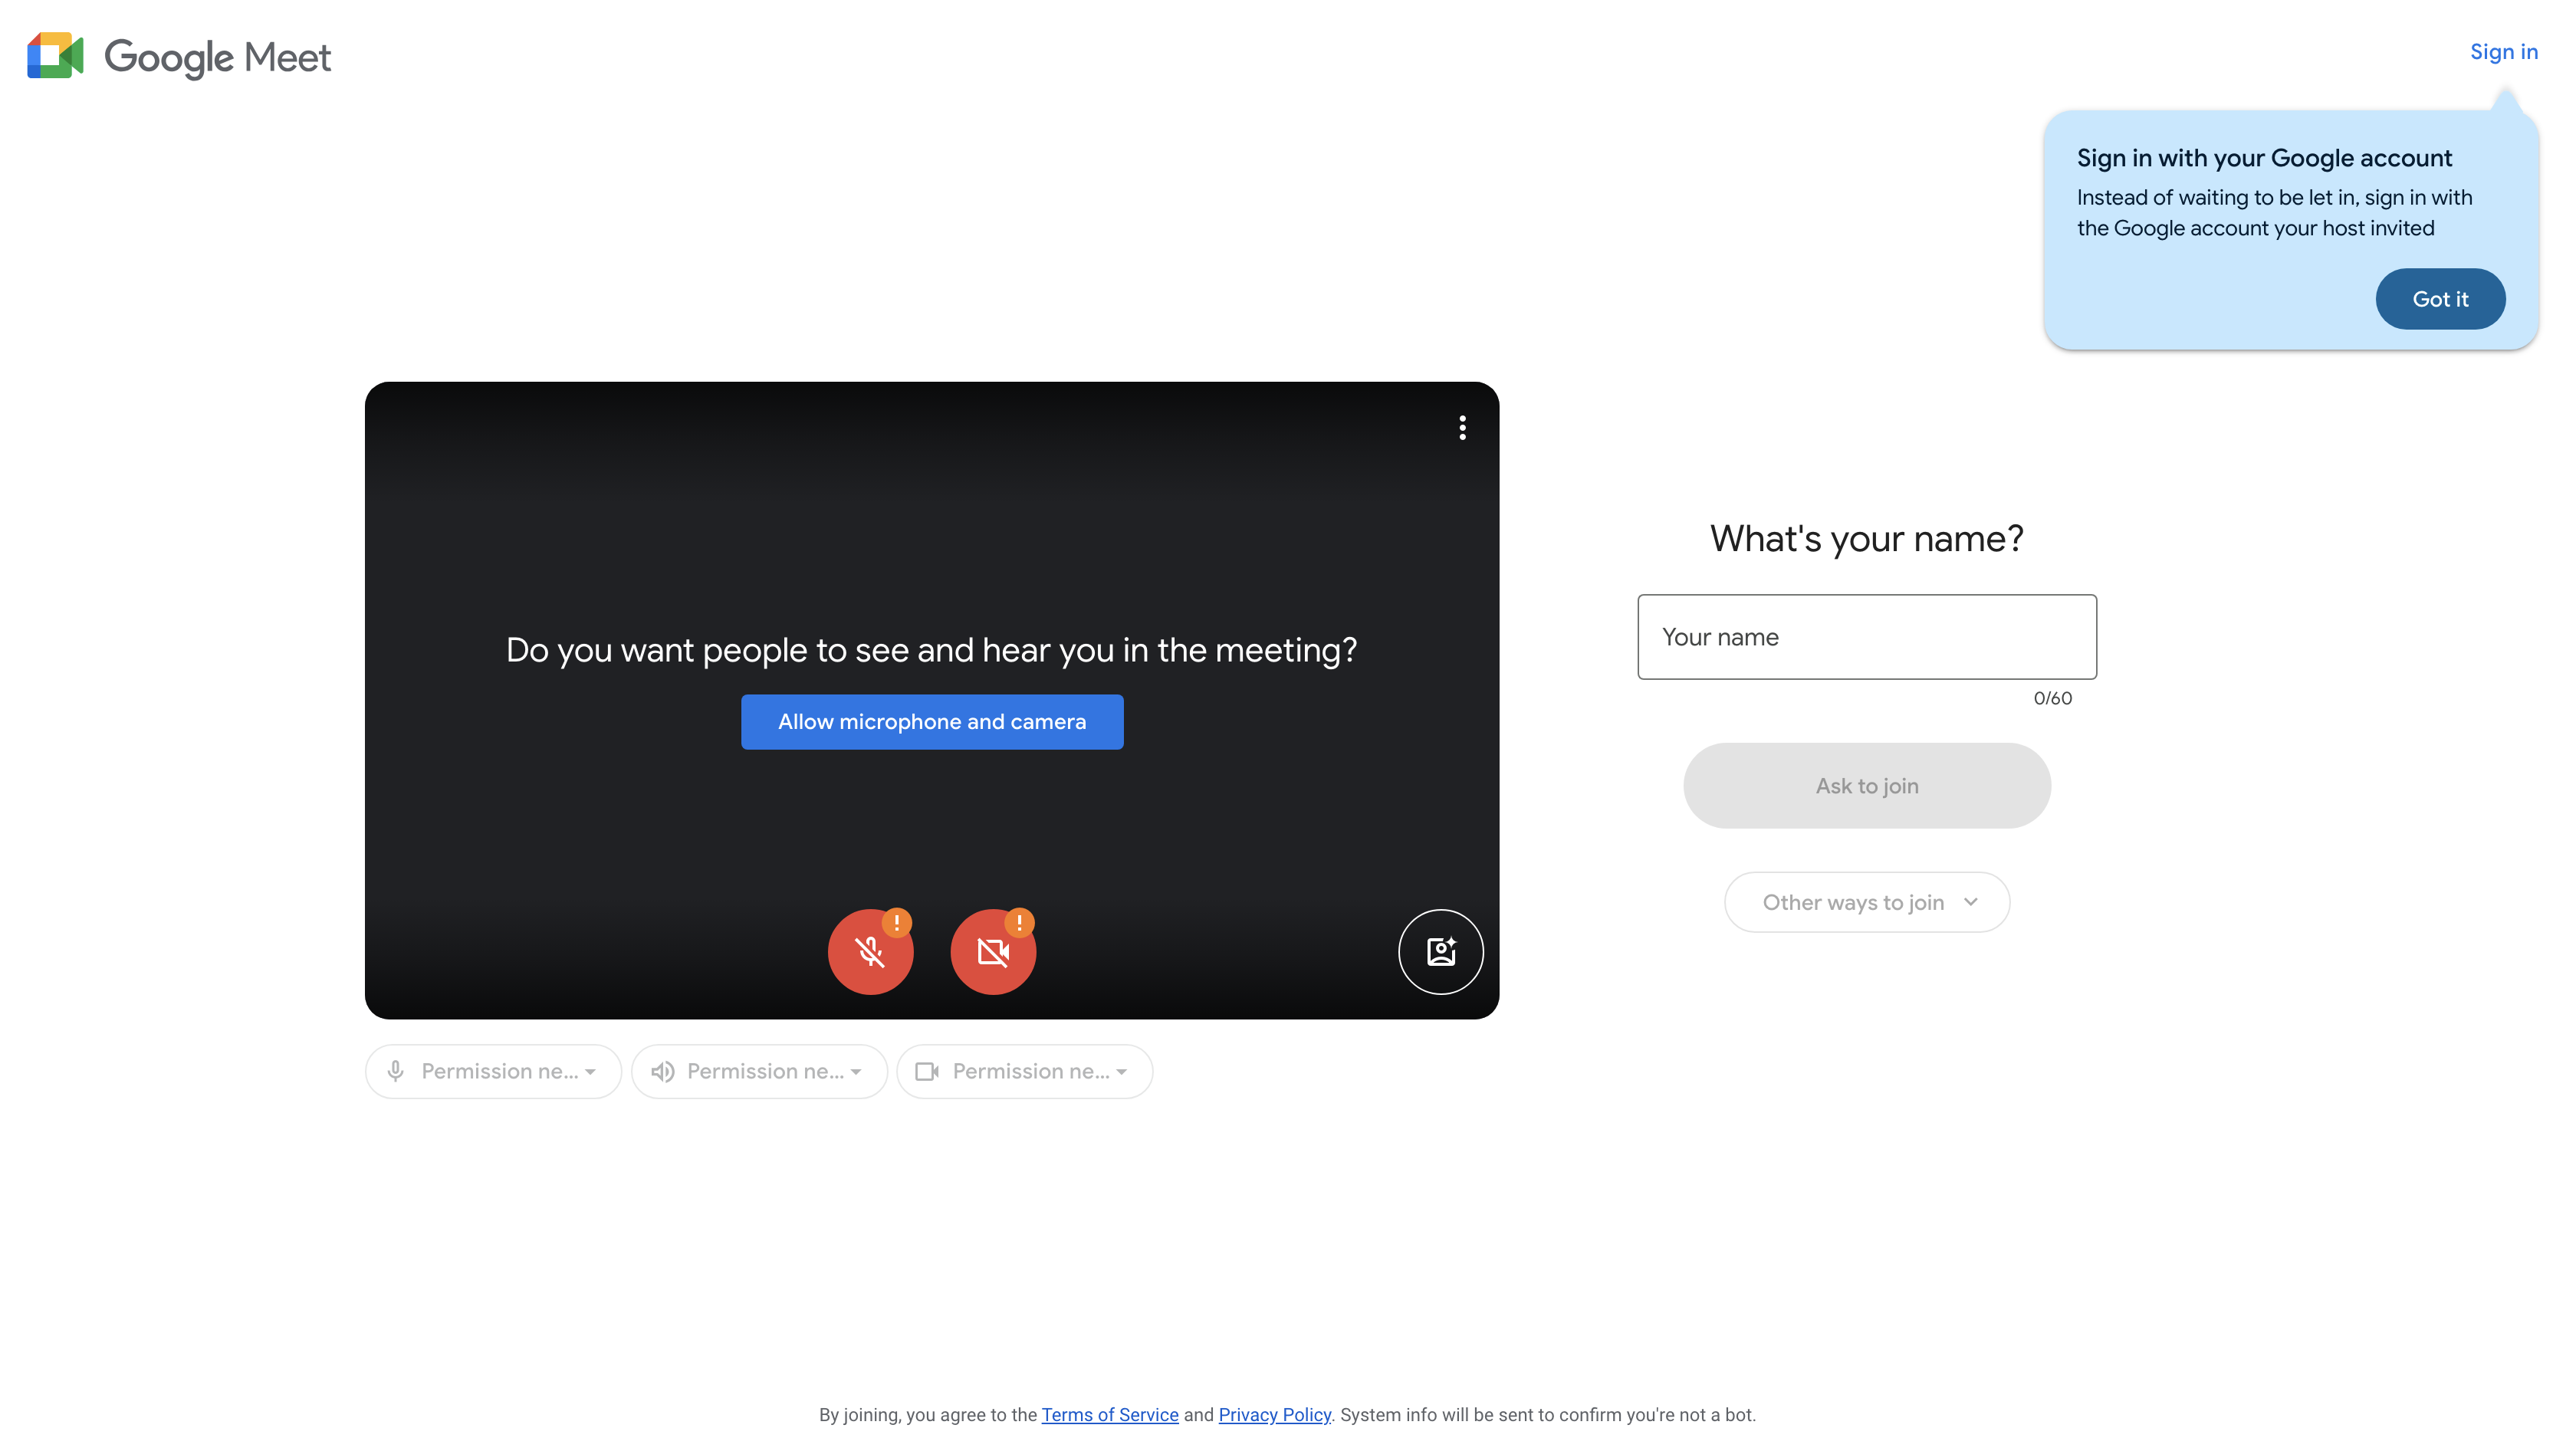 Google Meet
Sign in
Sign in with your Google account
Instead of waiting to be let in, sign in with
the Google account your host invited
Got it
Do you want people to see and hear you in the meeting?
Allow microphone and camera
What's your name?
Your name
0/60
Ask to join
Other ways to join
Permission ne... Permission ne... Permission ne...
By joining, you agree to the Terms of Service and Privacy Policy. System info will be sent to confirm you're not a bot.